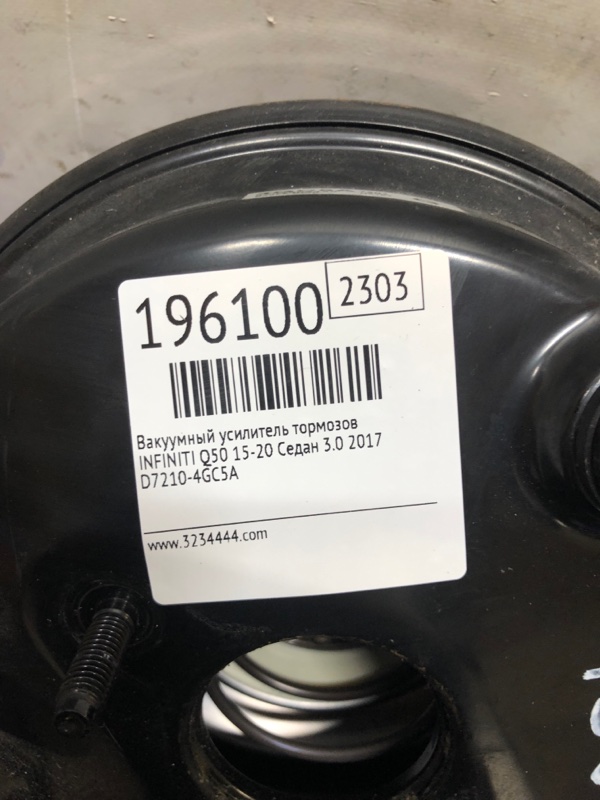 196100
2303
Вакуумный усилитель тормозов
INFINITI Q50 15-20 Седан 3.0 2017
D7210-4GC5A
www.3234444.com